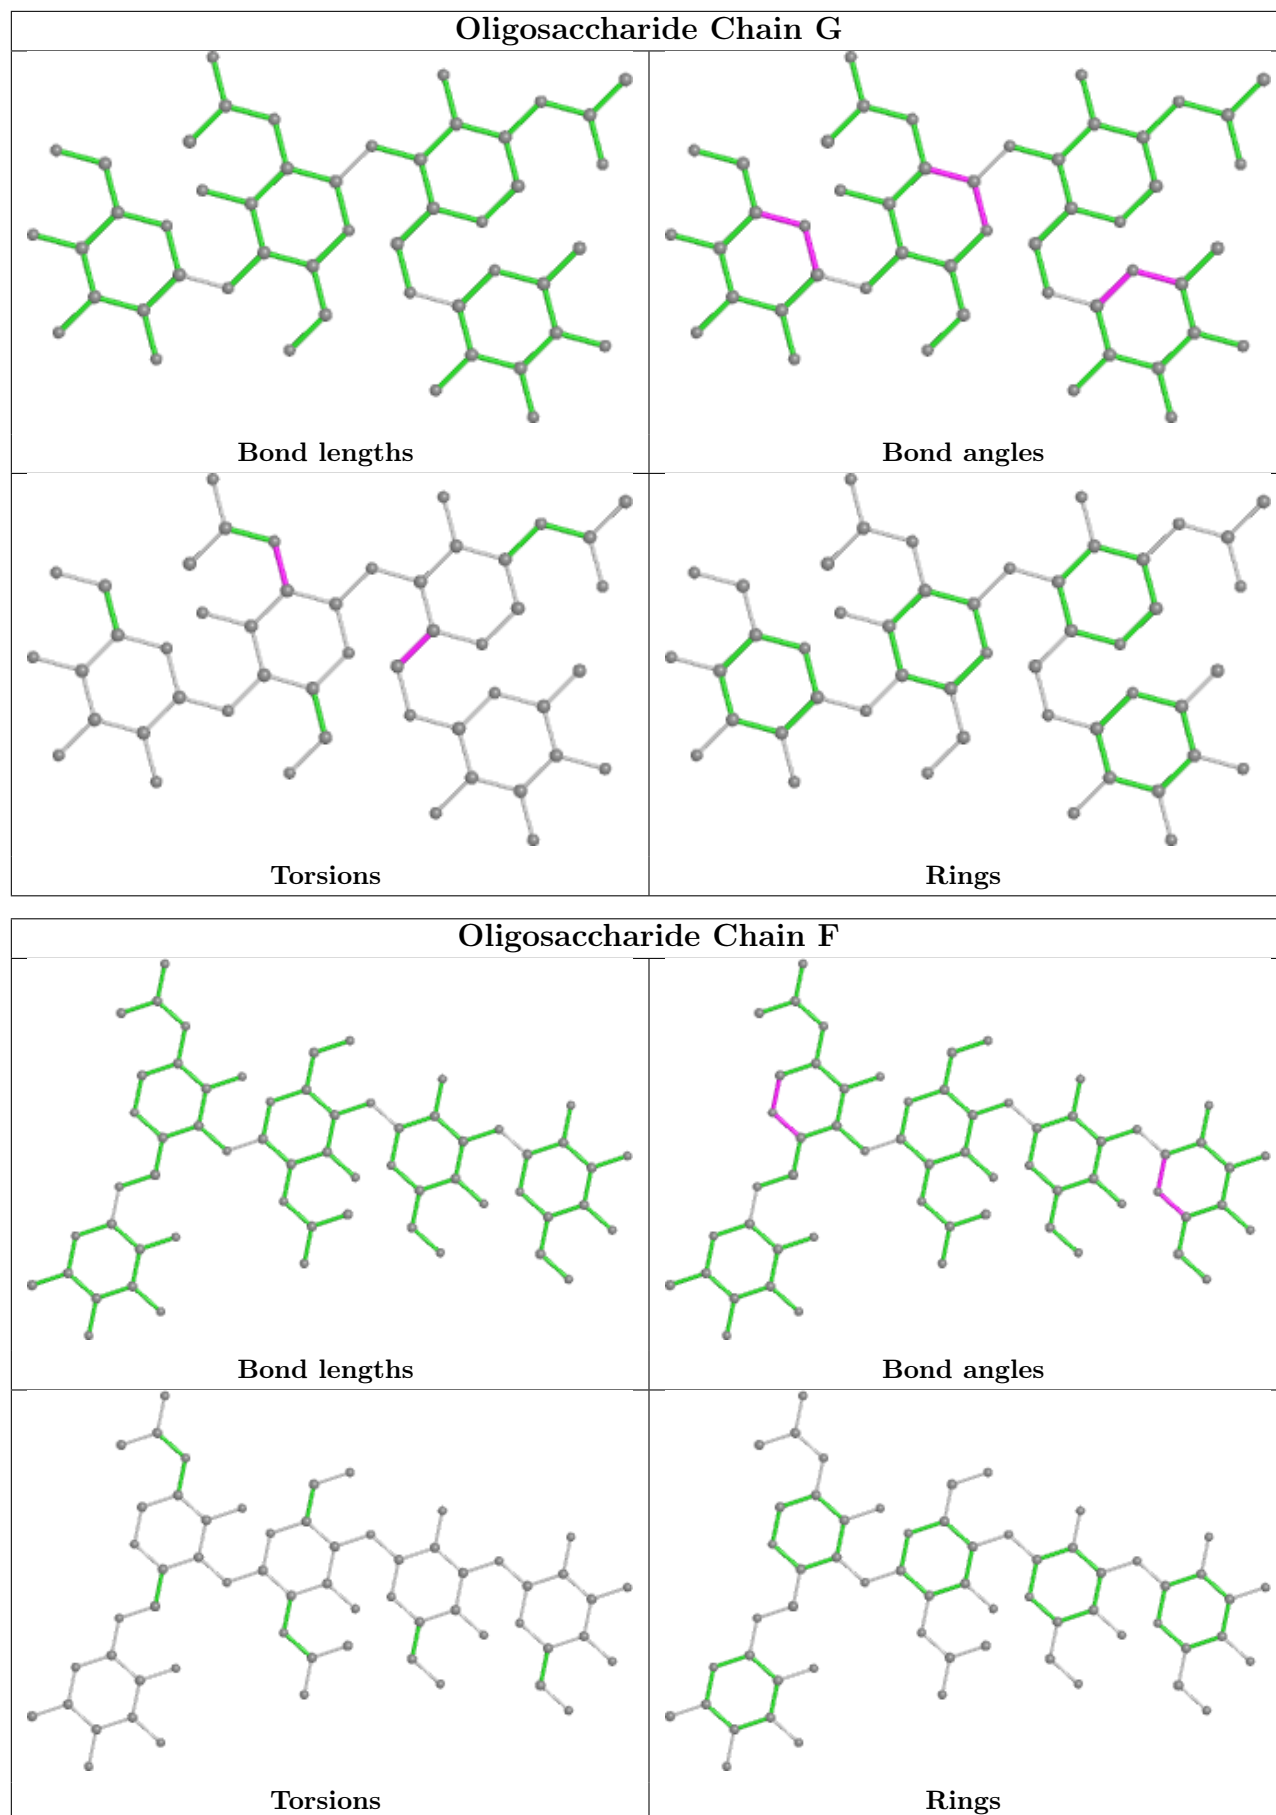 Oligosaccharide Chain G
Bond lengths
Bond angles
Torsions
Rings
Oligosaccharide Chain F
Bond lengths
Bond angles
Torsions
Rings